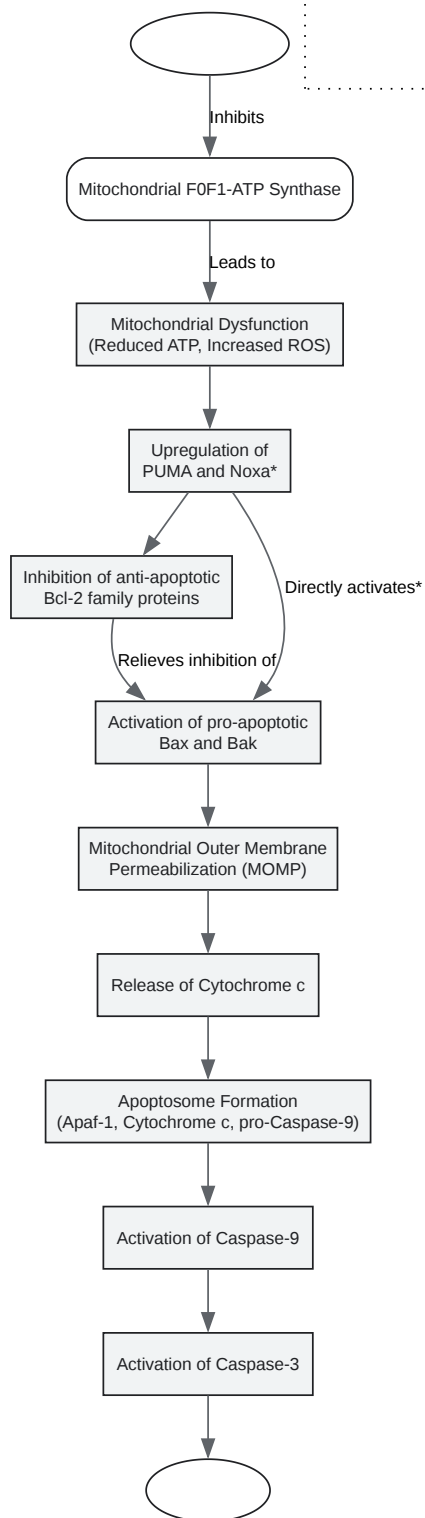 Inhibits
Mitochondrial F0F1-ATP Synthase
Leads to
Mitochondrial Dysfunction
(Reduced ATP, Increased ROS)
Upregulation of
PUMA and Noxa*
Inhibition of anti-apoptotic
Bcl-2 family proteins
Directly activates*
Relieves inhibition of
Activation of pro-apoptotic
Bax and Bak
Mitochondrial Outer Membrane
Permeabilization (MOMP)
Release of Cytochrome c
Apoptosome Formation
(Apaf-1, Cytochrome c, pro-Caspase-9)
Activation of Caspase-9
Activation of Caspase-3